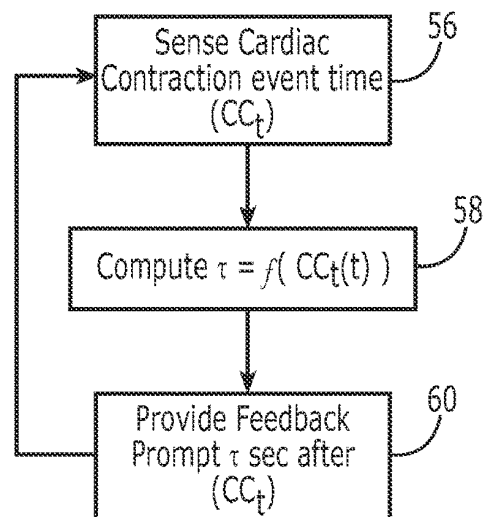 Sense Cardiac
Contraction event time
(CCt)
56
Compute τ = f( CCt(t) )
58
Provide Feedback
Prompt τ sec after
(CCt)
60